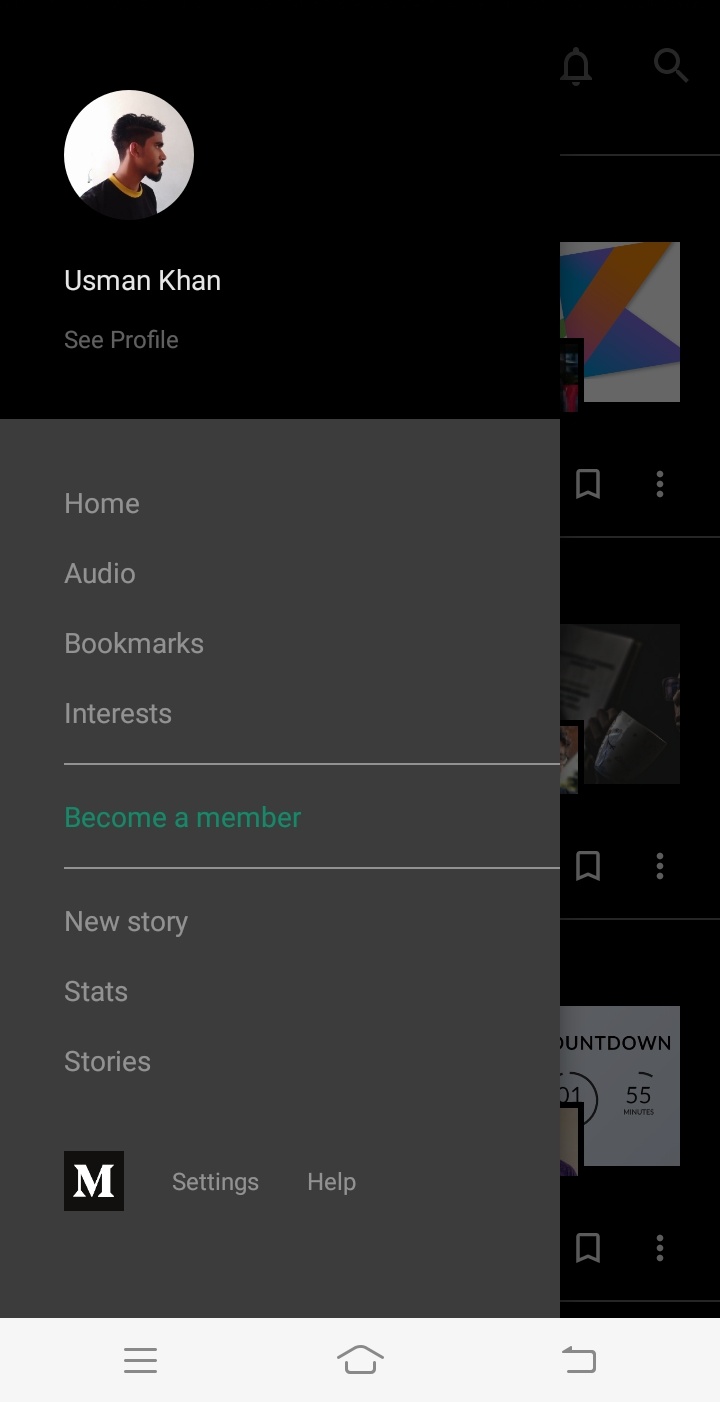 Usman Khan
See Profile
Home
Audio
Bookmarks
Interests
Become a member
New story
Stats
Stories
M
Settings
Help
OUNTDOWN
01
55
MINUTES